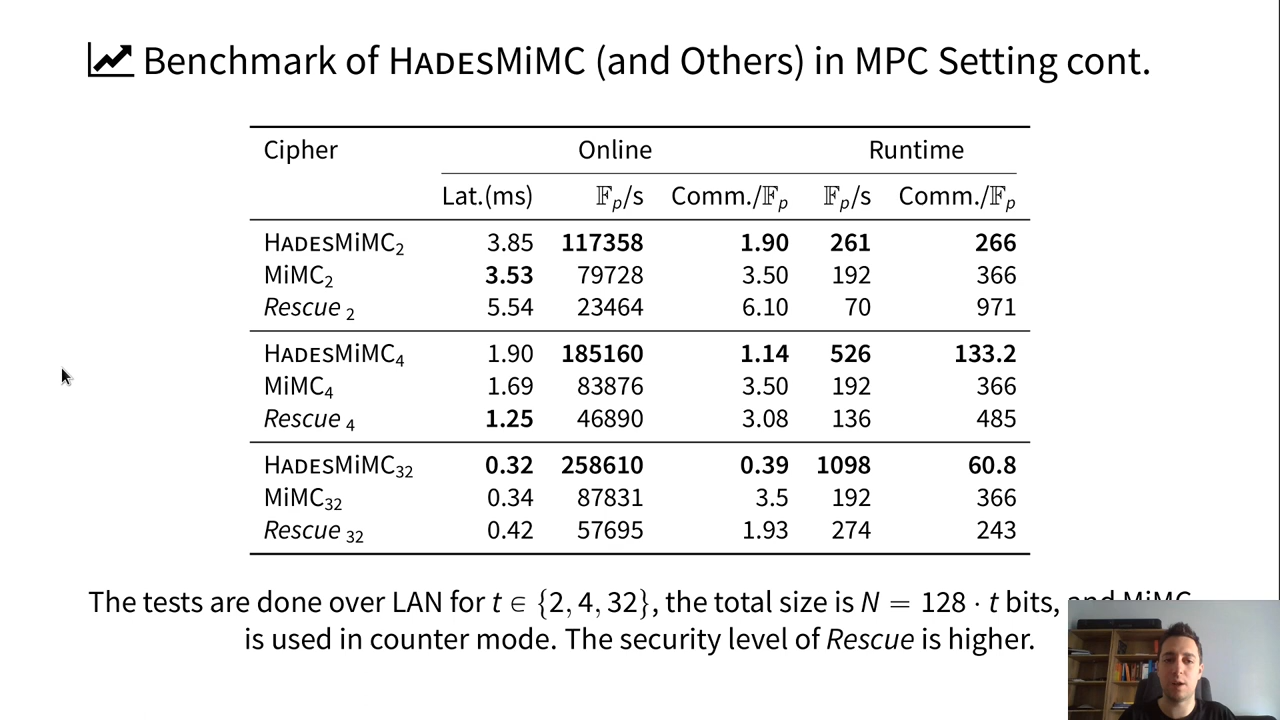 Benchmark of HADESMiMC (and Others) in MPC Setting cont.
Cipher Online Runtime
Lat.(ms) 𝔽ₚ/s Comm./𝔽ₚ 𝔽ₚ/s Comm./𝔽ₚ
HADESMiMC₂ 3.85 117358 1.90 261 266
MiMC₂ 3.53 79728 3.50 192 366
Rescue ₂ 5.54 23464 6.10 70 971
HADESMiMC₄ 1.90 185160 1.14 526 133.2
MiMC₄ 1.69 83876 3.50 192 366
Rescue ₄ 1.25 46890 3.08 136 485
HADESMiMC₃₂ 0.32 258610 0.39 1098 60.8
MiMC₃₂ 0.34 87831 3.5 192 366
Rescue ₃₂ 0.42 57695 1.93 274 243
The tests are done over LAN for t ∈ {2, 4, 32}, the total size is N = 128 · t bits, and MiMC
is used in counter mode. The security level of Rescue is higher.